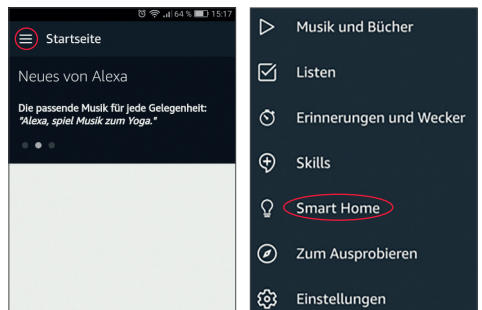 64 % 15:17
Startseite
Neues von Alexa
Die passende Musik für jede Gelegenheit:
"Alexa, spiel Musik zum Yoga."
Musik und Bücher
Listen
Erinnerungen und Wecker
Skills
Smart Home
Zum Ausprobieren
Einstellungen